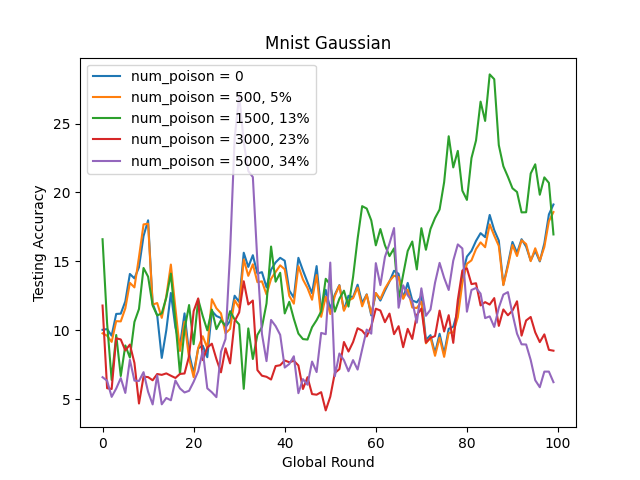 Mnist Gaussian
num_poison = 0
num_poison = 500, 5%
num_poison = 1500, 13%
num_poison = 3000, 23%
num_poison = 5000, 34%
Testing Accuracy
25
20
15
10
5
0 20 40 60 80 100
Global Round